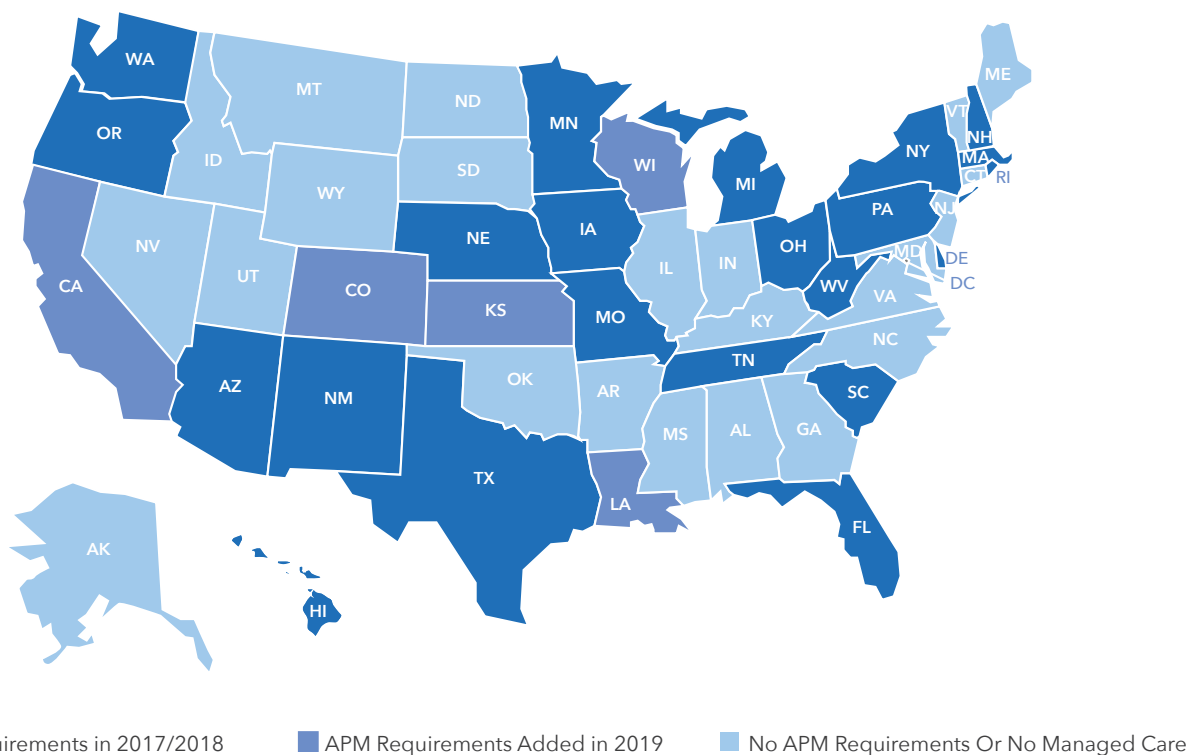 WA
MT
ND
MN
ME
VT
NH
OR
ID
SD
WI
NY
MA
WY
MI
CT RI
NE
IA
PA
NJ
NV
UT
IL
IN
OH
MD
DE
CA
CO
WV
DC
KS
MO
KY
VA
NC
AZ
NM
OK
AR
TN
SC
MS
AL
GA
TX
LA
FL
AK
HI
in 2017/2018 APM Requirements Added in 2019 No APM Requirements Or No Managed Care